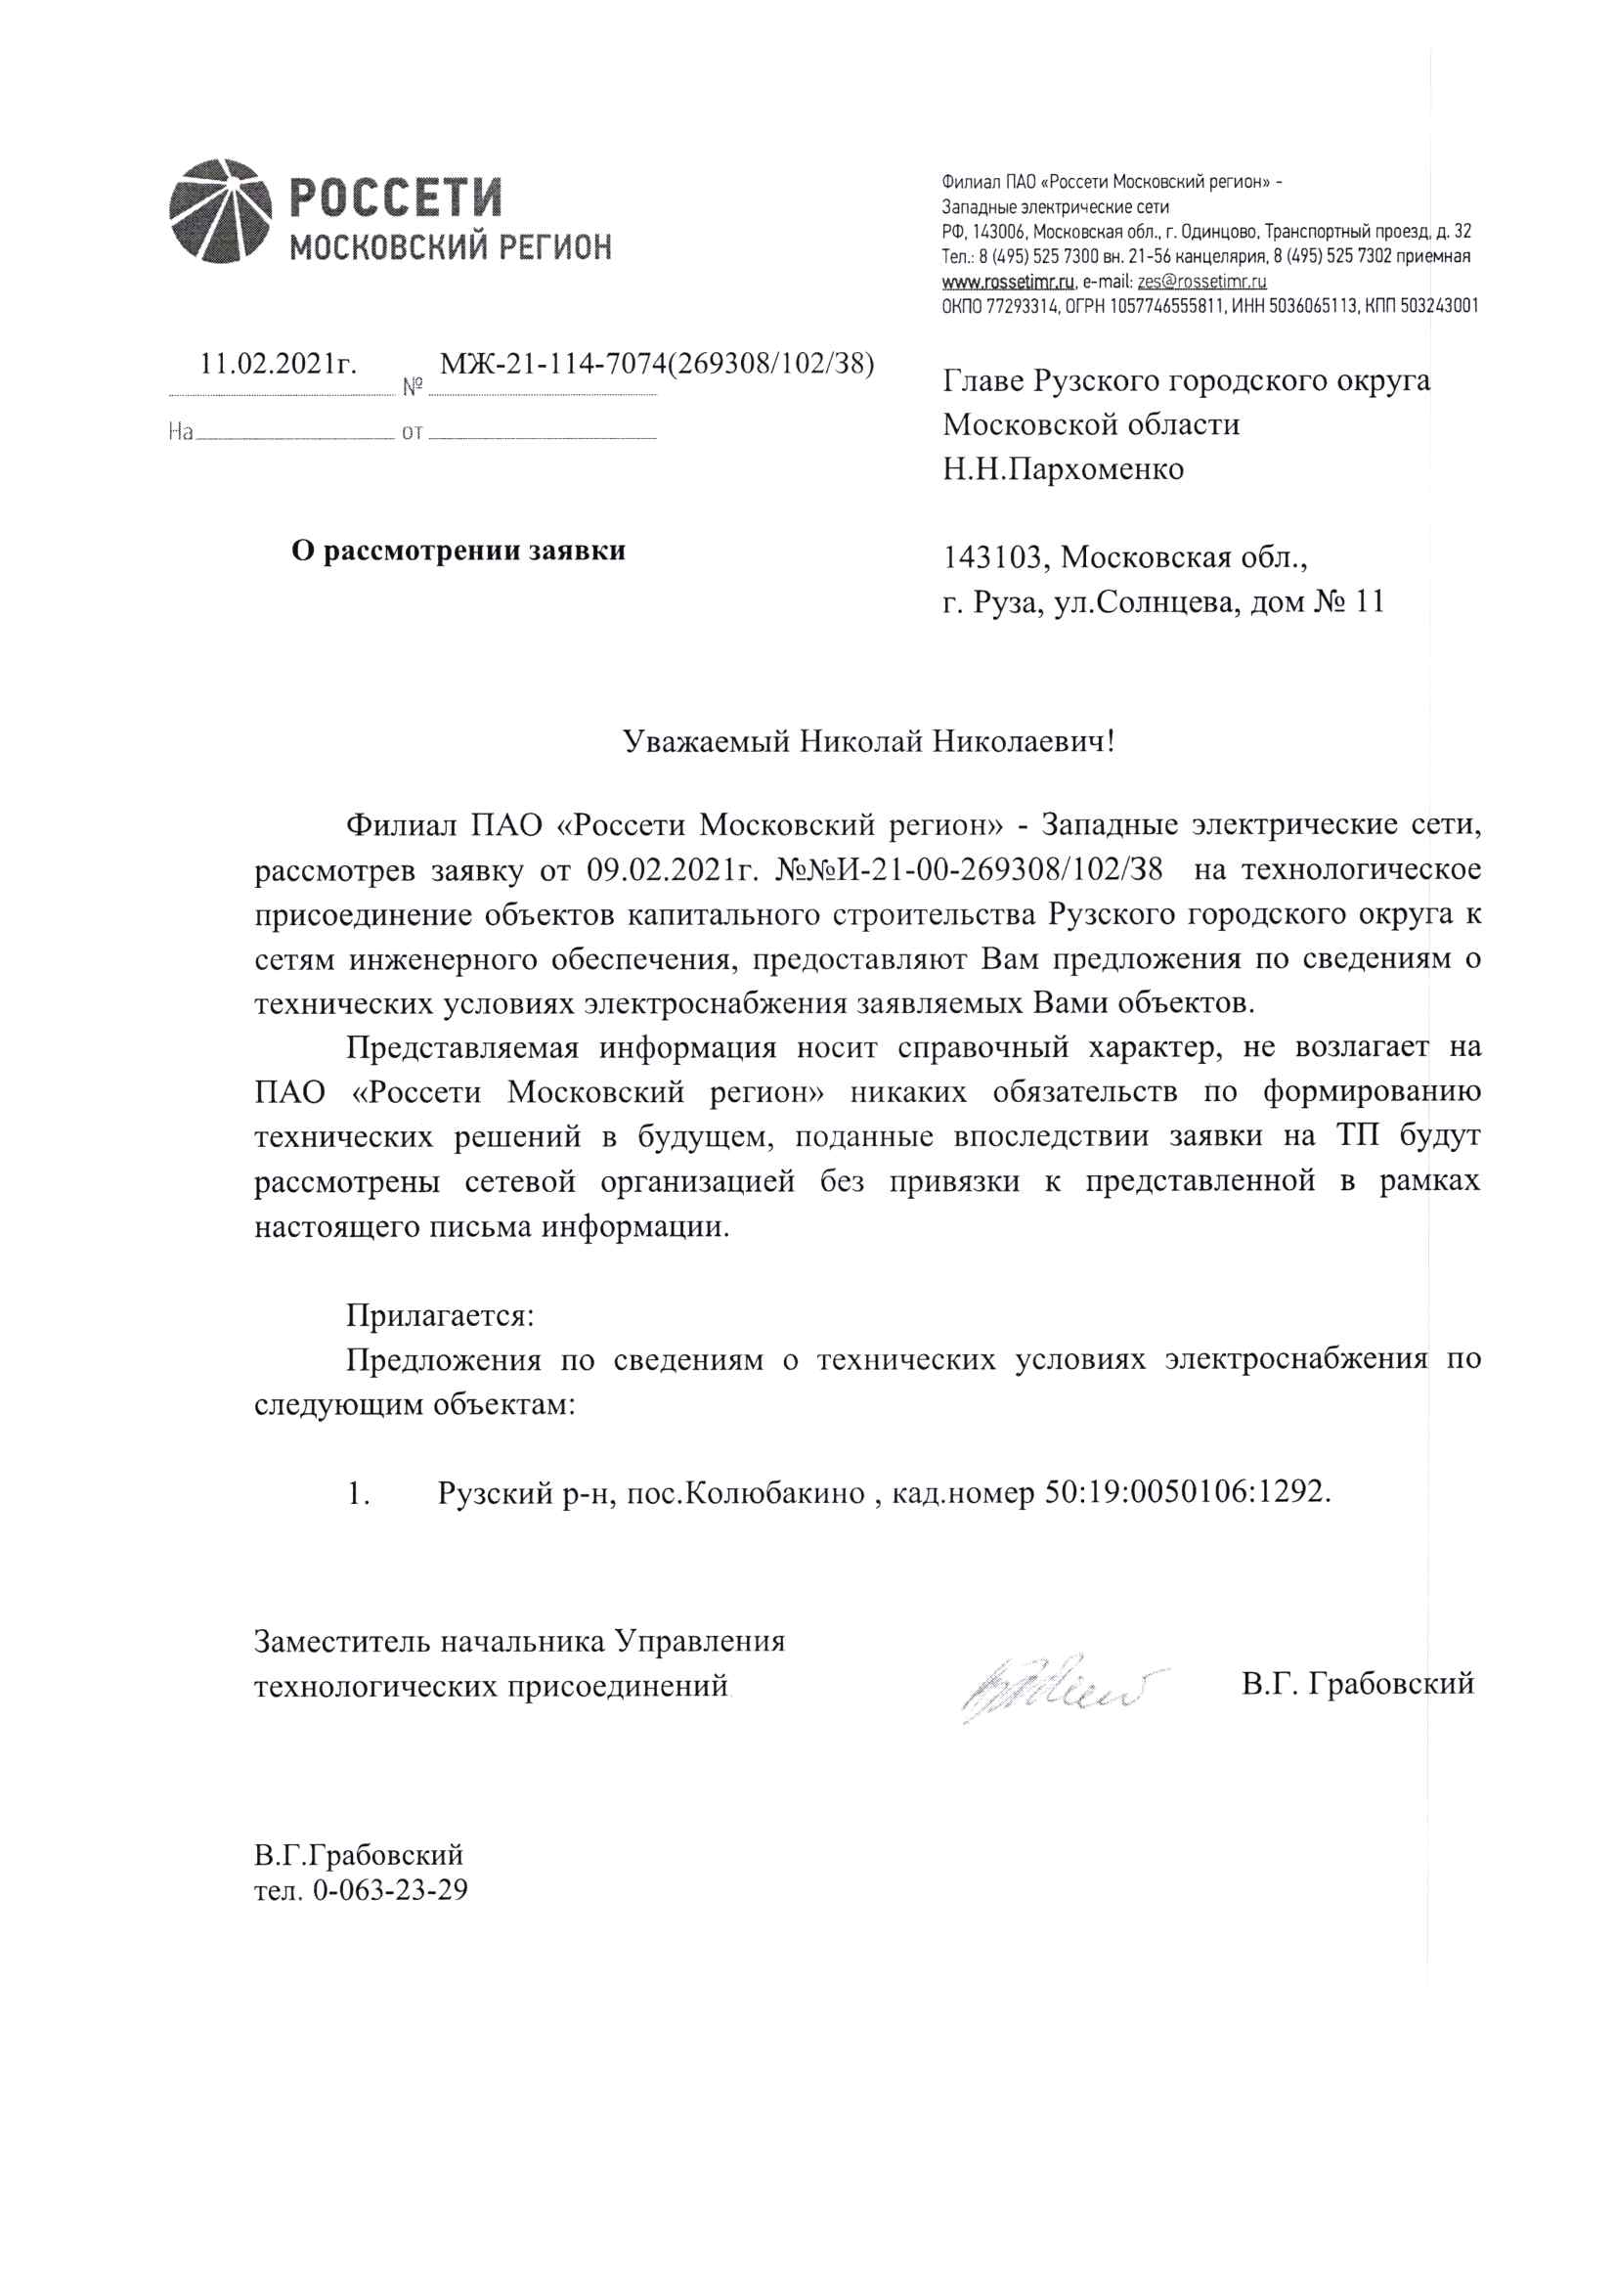 РОССЕТИ
МОСКОВСКИЙ РЕГИОН
Филиал ПАО «Россети Московский регион» -
Западные электрические сети
РФ, 143006, Московская обл., г. Одинцово, Транспортный проезд, д. 32
Тел.: 8 (495) 525 7300 вн. 21-56 канцелярия, 8 (495) 525 7302 приемная
www.rossetimr.ru, e-mail: zes@rossetimr.ru
ОКПО 77293314, ОГРН 1057746555811, ИНН 5036065113, КПП 503243001
11.02.2021г. № МЖ-21-114-7074(269308/102/З8)
На от
Главе Рузского городского округа
Московской области
Н.Н.Пархоменко
О рассмотрении заявки
143103, Московская обл.,
г. Руза, ул.Солнцева, дом № 11
Уважаемый Николай Николаевич!
Филиал ПАО «Россети Московский регион» - Западные электрические сети,
рассмотрев заявку от 09.02.2021г. №№И-21-00-269308/102/З8 на технологическое
присоединение объектов капитального строительства Рузского городского округа к
сетям инженерного обеспечения, предоставляют Вам предложения по сведениям о
технических условиях электроснабжения заявляемых Вами объектов.
Представляемая информация носит справочный характер, не возлагает на
ПАО «Россети Московский регион» никаких обязательств по формированию
технических решений в будущем, поданные впоследствии заявки на ТП будут
рассмотрены сетевой организацией без привязки к представленной в рамках
настоящего письма информации.
Прилагается:
Предложения по сведениям о технических условиях электроснабжения по
следующим объектам:
1. Рузский р-н, пос.Колюбакино , кад.номер 50:19:0050106:1292.
Заместитель начальника Управления
технологических присоединений
В.Г. Грабовский
В.Г.Грабовский
тел. 0-063-23-29